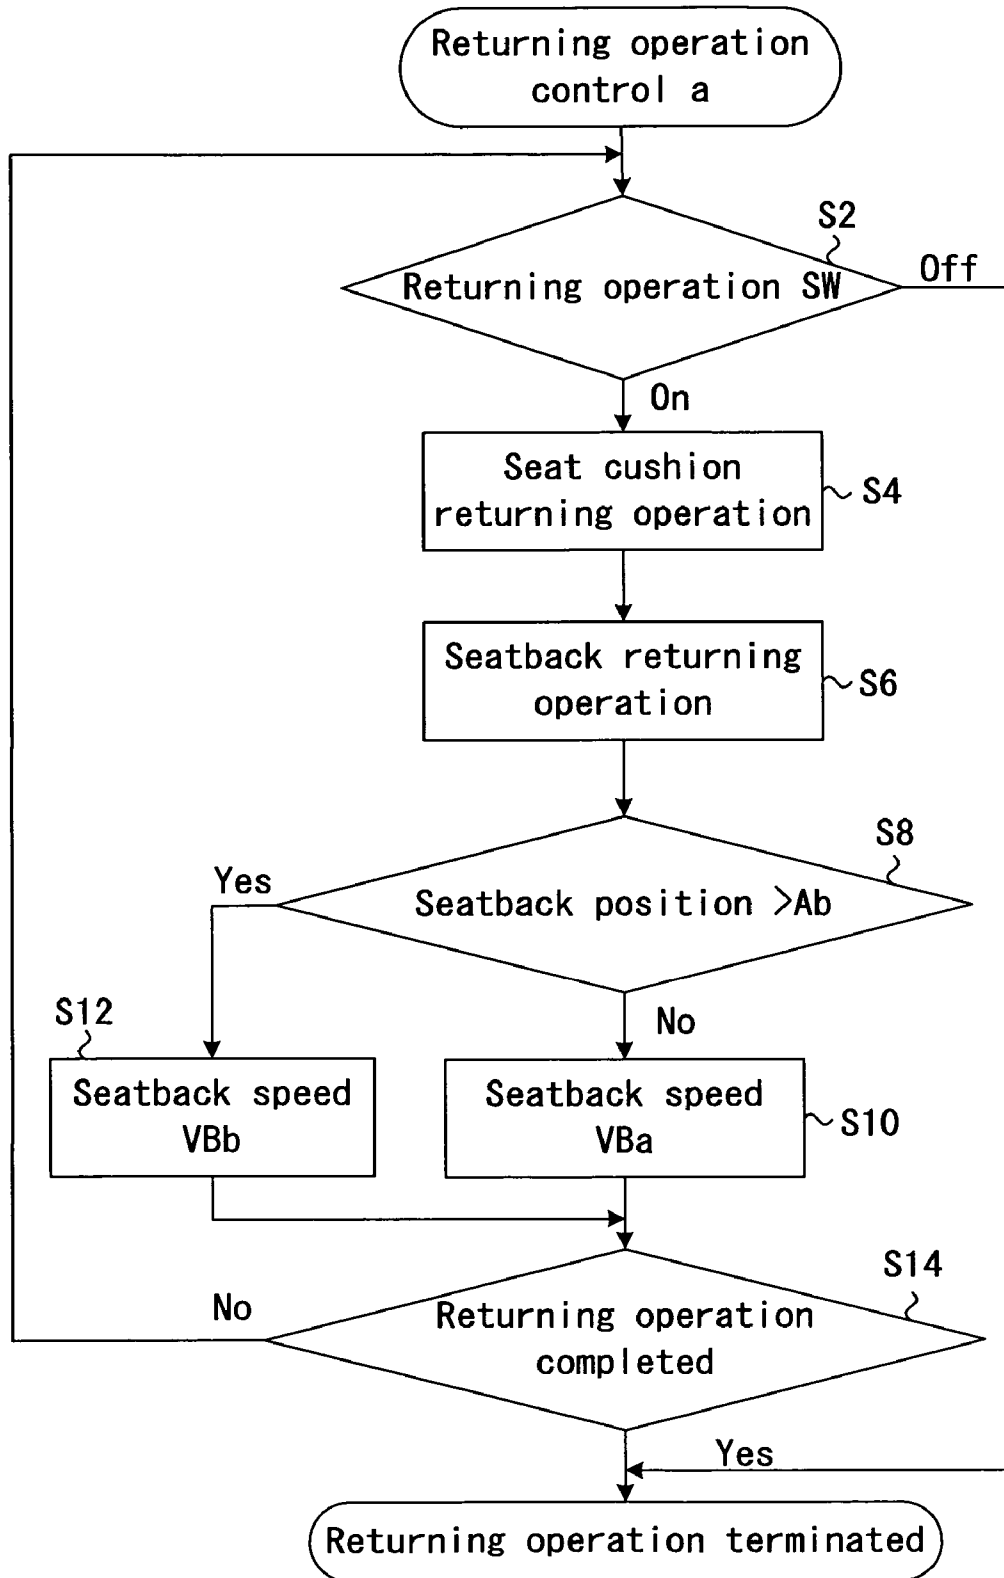 Returning operation
control a
S2
Off
Returning operation SW
On
Seat cushion
returning operation
S4
Seatback returning
operation
S6
S8
Yes
Seatback position >Ab
S12
No
Seatback speed
VBb
Seatback speed
VBa
S10
S14
No
Returning operation
completed
Yes
Returning operation terminated